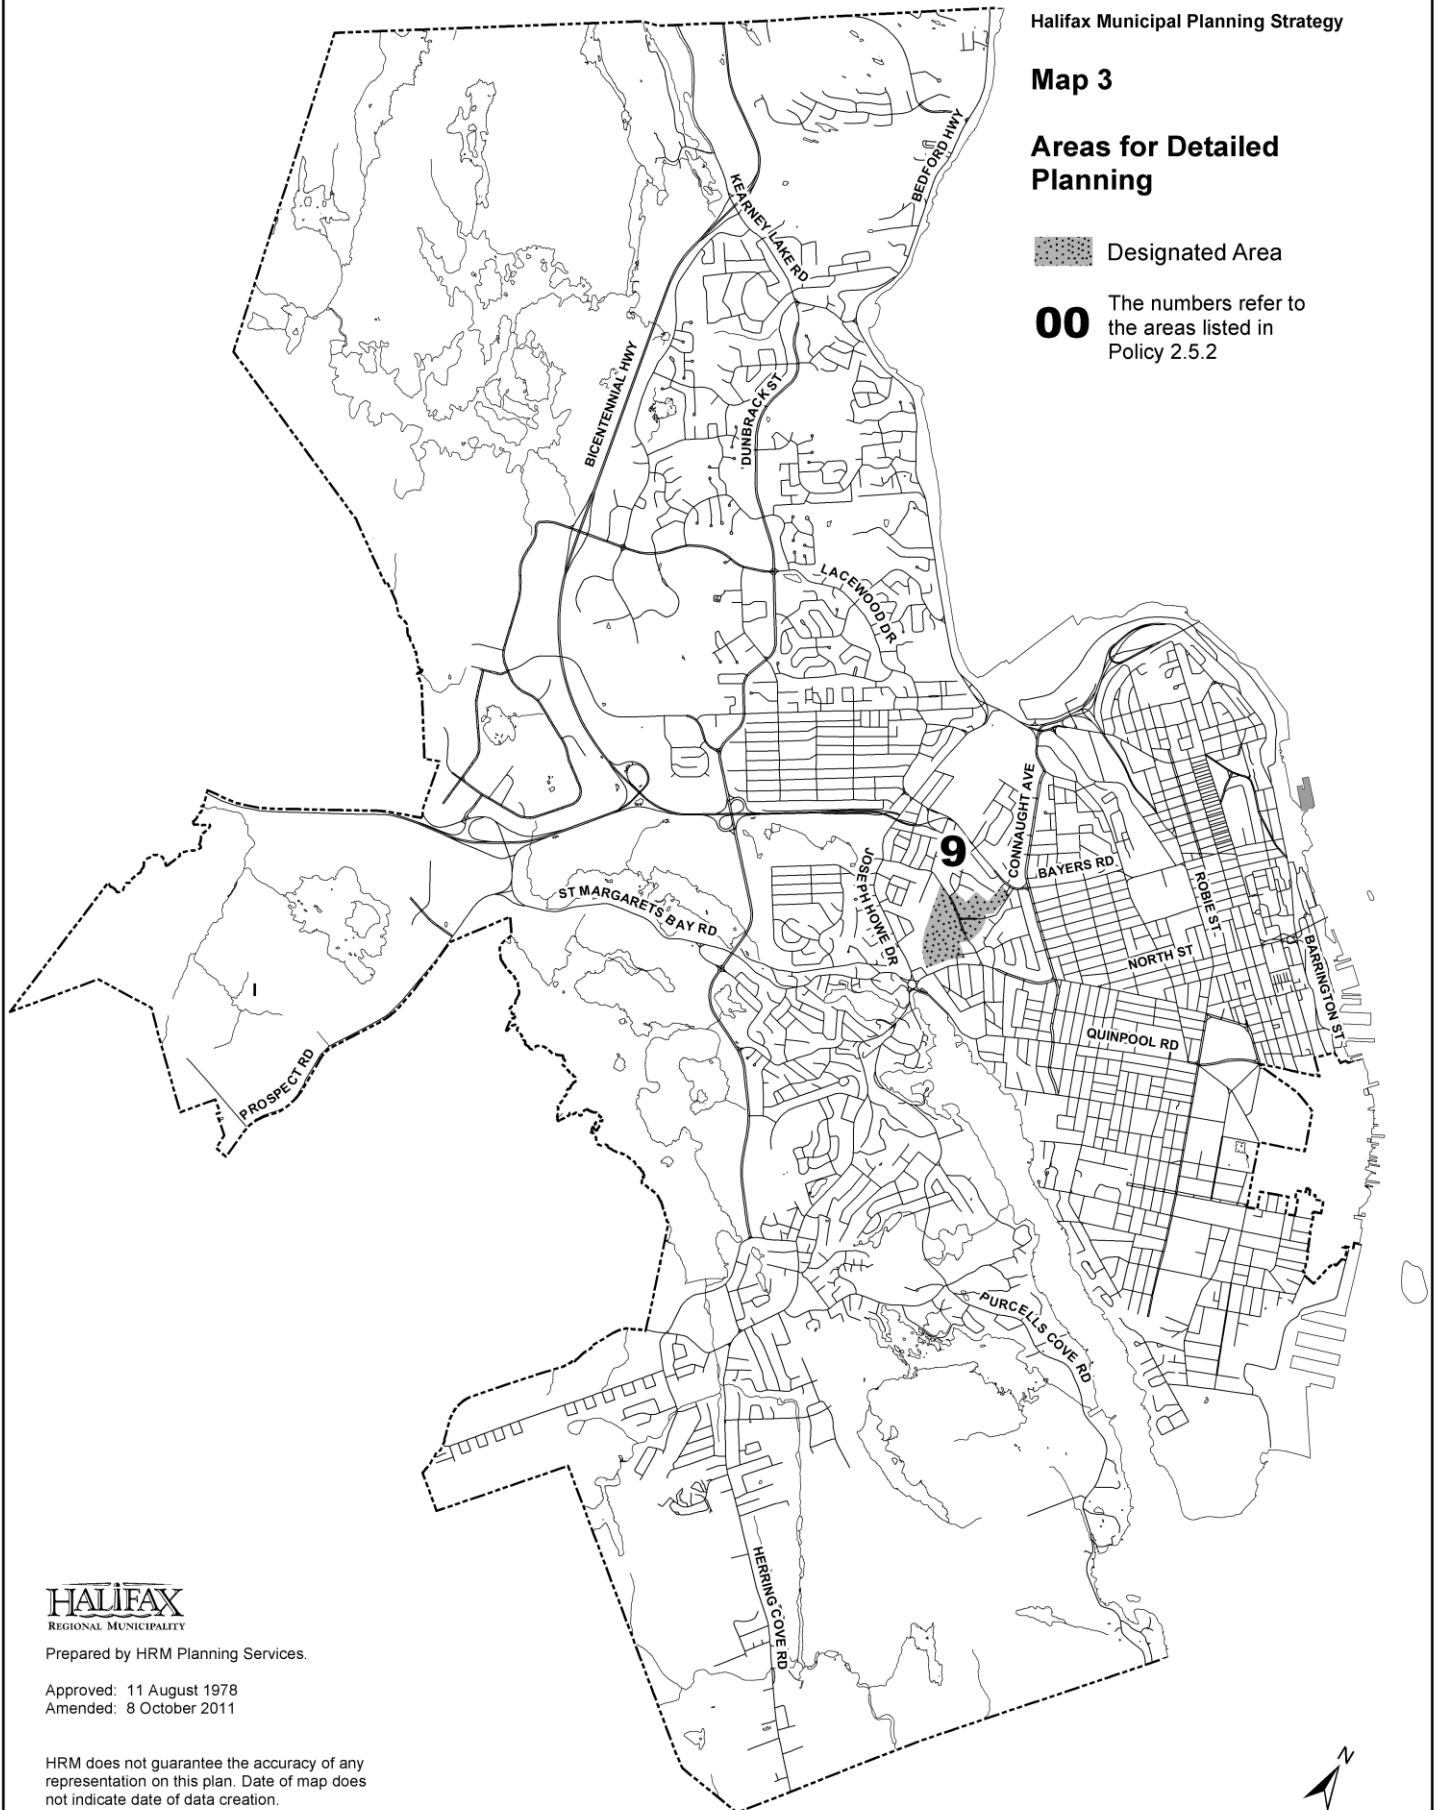 Halifax Municipal Planning Strategy
Map 3
Areas for Detailed
Planning
Designated Area
00
The numbers refer to
the areas listed in
Policy 2.5.2
BEDFORD HWY
KEARNEY LAKE RD
BICENTENNIAL HWY
DUNBRACK ST
LACEWOOD DR
CONNAUGHT AVE
9
BAYERS RD
JOSEPH HOWE DR
ROBIE ST
ST MARGARETS BAY RD
NORTH ST
BARRINGTON ST
I
QUINPOOL RD
PROSPECT RD
PURCELLS COVE RD
HERRING COVE RD
HALIFAX
REGIONAL MUNICIPALITY
Prepared by HRM Planning Services.
Approved: 11 August 1978
Amended: 8 October 2011
HRM does not guarantee the accuracy of any
representation on this plan. Date of map does
not indicate date of data creation.
N